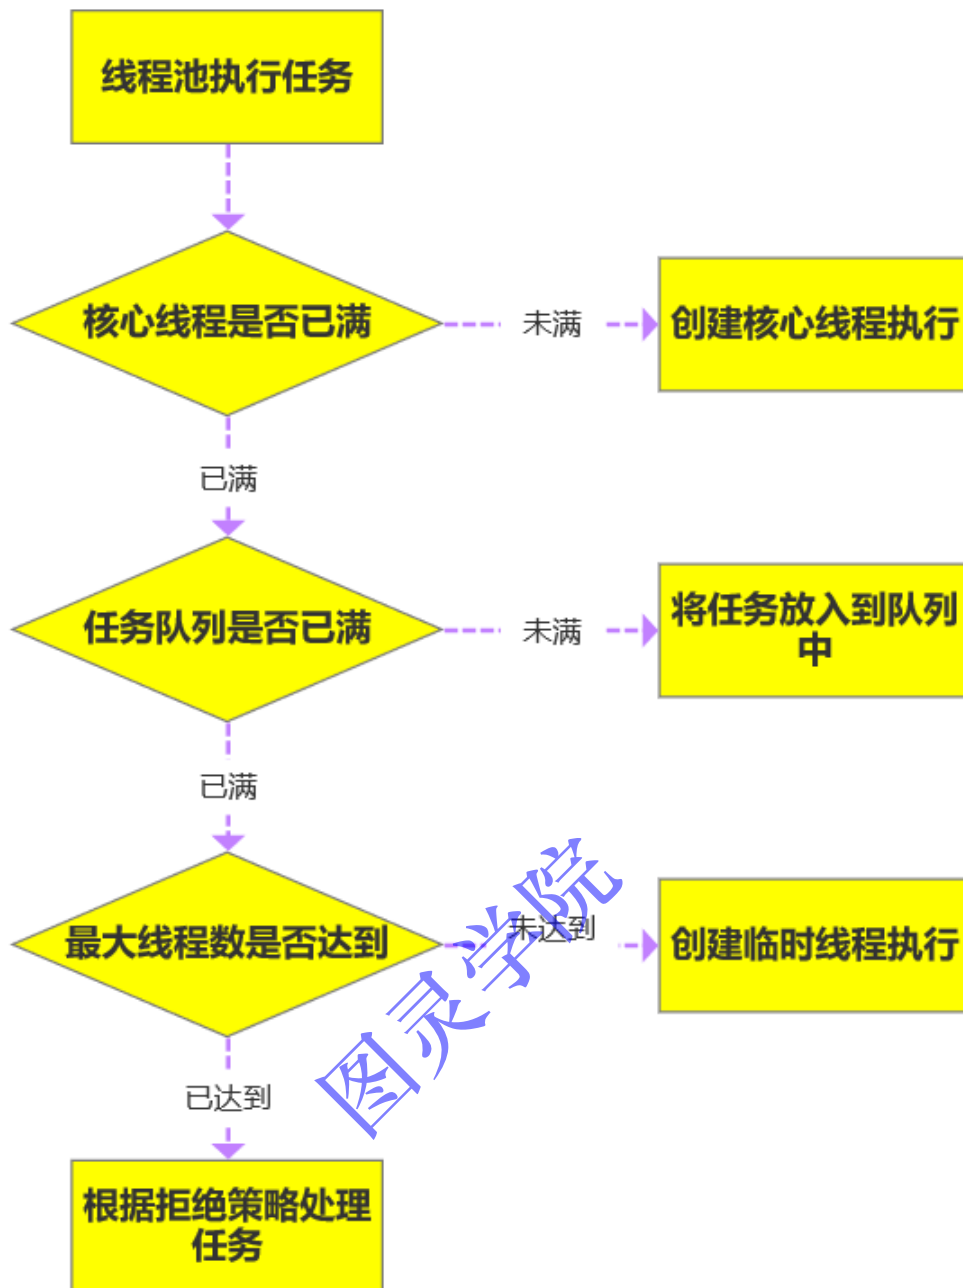 线程池执行任务
核心线程是否已满
未满
创建核心线程执行
已满
任务队列是否已满
未满
将任务放入到队列
中
已满
最大线程数是否达到
未达到
创建临时线程执行
图灵学院
已达到
根据拒绝策略处理
任务